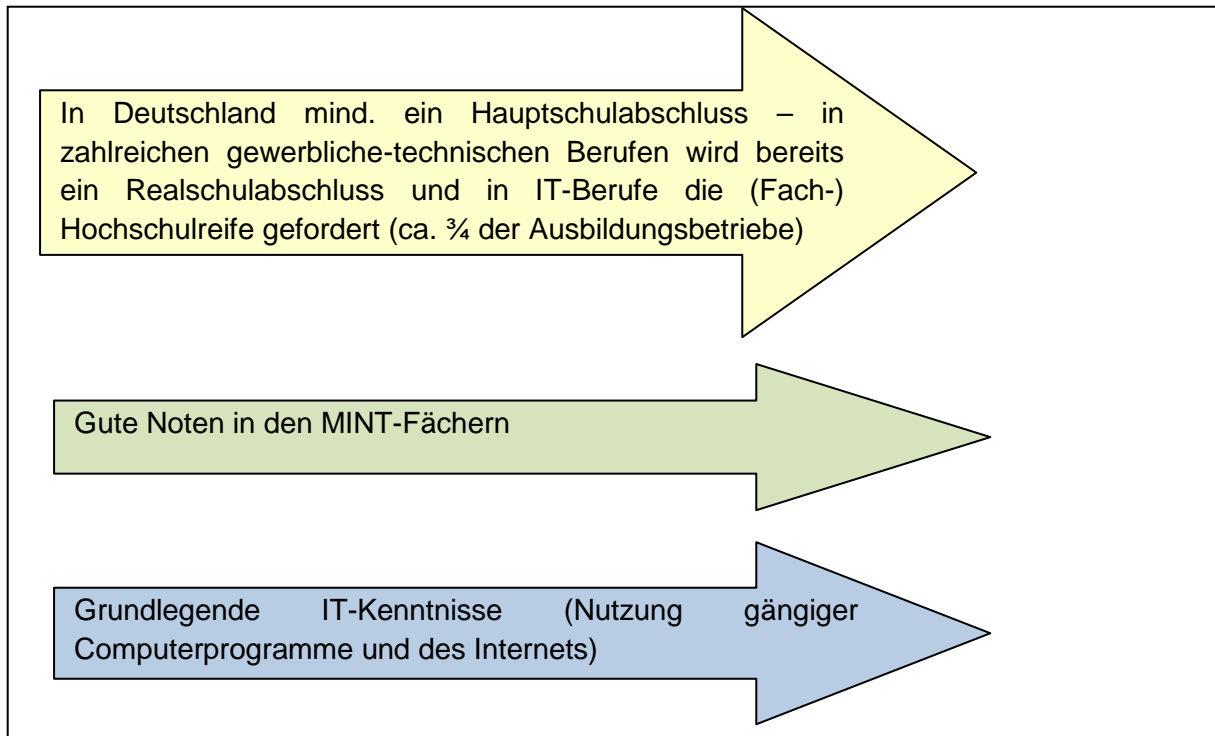 In Deutschland mind. ein Hauptschulabschluss – in
zahlreichen gewerbliche-technischen Berufen wird bereits
ein Realschulabschluss und in IT-Berufe die (Fach-)
Hochschulreife gefordert (ca. ¾ der Ausbildungsbetriebe)
Gute Noten in den MINT-Fächern
Grundlegende IT-Kenntnisse (Nutzung gängiger
Computerprogramme und des Internets)